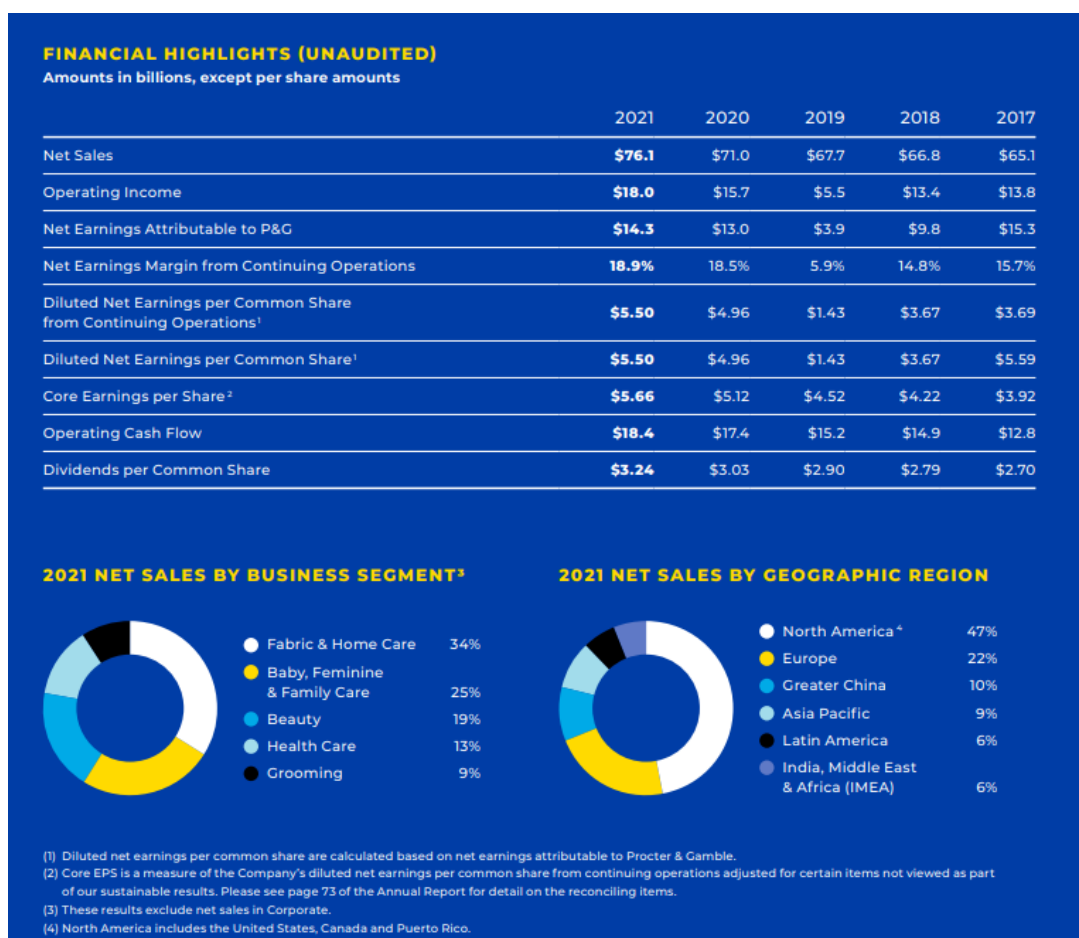 FINANCIAL HIGHLIGHTS (UNAUDITED)
Amounts in billions, except per share amounts
2021 2020 2019 2018 2017
Net Sales $76.1 $71.0 $67.7 $66.8 $65.1
Operating Income $18.0 $15.7 $5.5 $13.4 $13.8
Net Earnings Attributable to P&G $14.3 $13.0 $3.9 $9.8 $15.3
Net Earnings Margin from Continuing Operations 18.9% 18.5% 5.9% 14.8% 15.7%
Diluted Net Earnings per Common Share
from Continuing Operations¹ $5.50 $4.96 $1.43 $3.67 $3.69
Diluted Net Earnings per Common Share¹ $5.50 $4.96 $1.43 $3.67 $5.59
Core Earnings per Share² $5.66 $5.12 $4.52 $4.22 $3.92
Operating Cash Flow $18.4 $17.4 $15.2 $14.9 $12.8
Dividends per Common Share $3.24 $3.03 $2.90 $2.79 $2.70
2021 NET SALES BY BUSINESS SEGMENT³
Fabric & Home Care 34%
Baby, Feminine
& Family Care 25%
Beauty 19%
Health Care 13%
Grooming 9%
2021 NET SALES BY GEOGRAPHIC REGION
North America⁴ 47%
Europe 22%
Greater China 10%
Asia Pacific 9%
Latin America 6%
India, Middle East
& Africa (IMEA) 6%
(1) Diluted net earnings per common share are calculated based on net earnings attributable to Procter & Gamble.
(2) Core EPS is a measure of the Company's diluted net earnings per common share from continuing operations adjusted for certain items not viewed as part
of our sustainable results. Please see page 73 of the Annual Report for detail on the reconciling items.
(3) These results exclude net sales in Corporate.
(4) North America includes the United States, Canada and Puerto Rico.